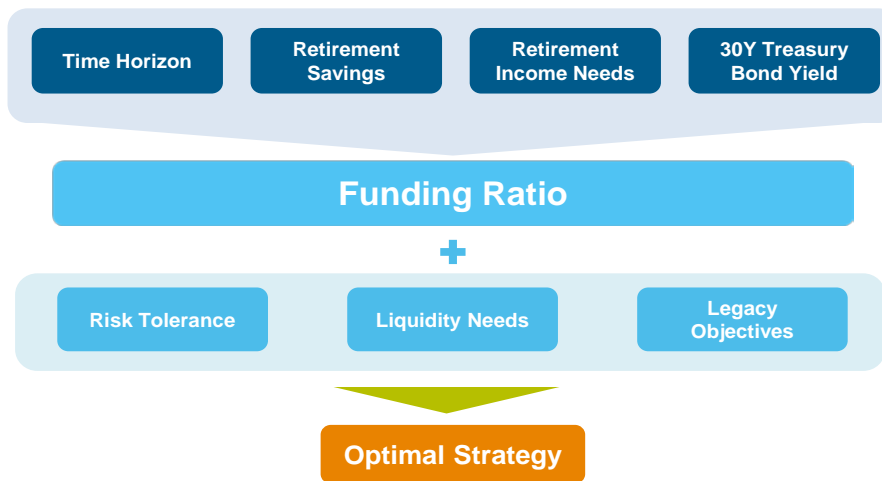 Time Horizon
Retirement
Savings
Retirement
Income Needs
30Y Treasury
Bond Yield
Funding Ratio
Risk Tolerance
Liquidity Needs
Legacy
Objectives
Optimal Strategy